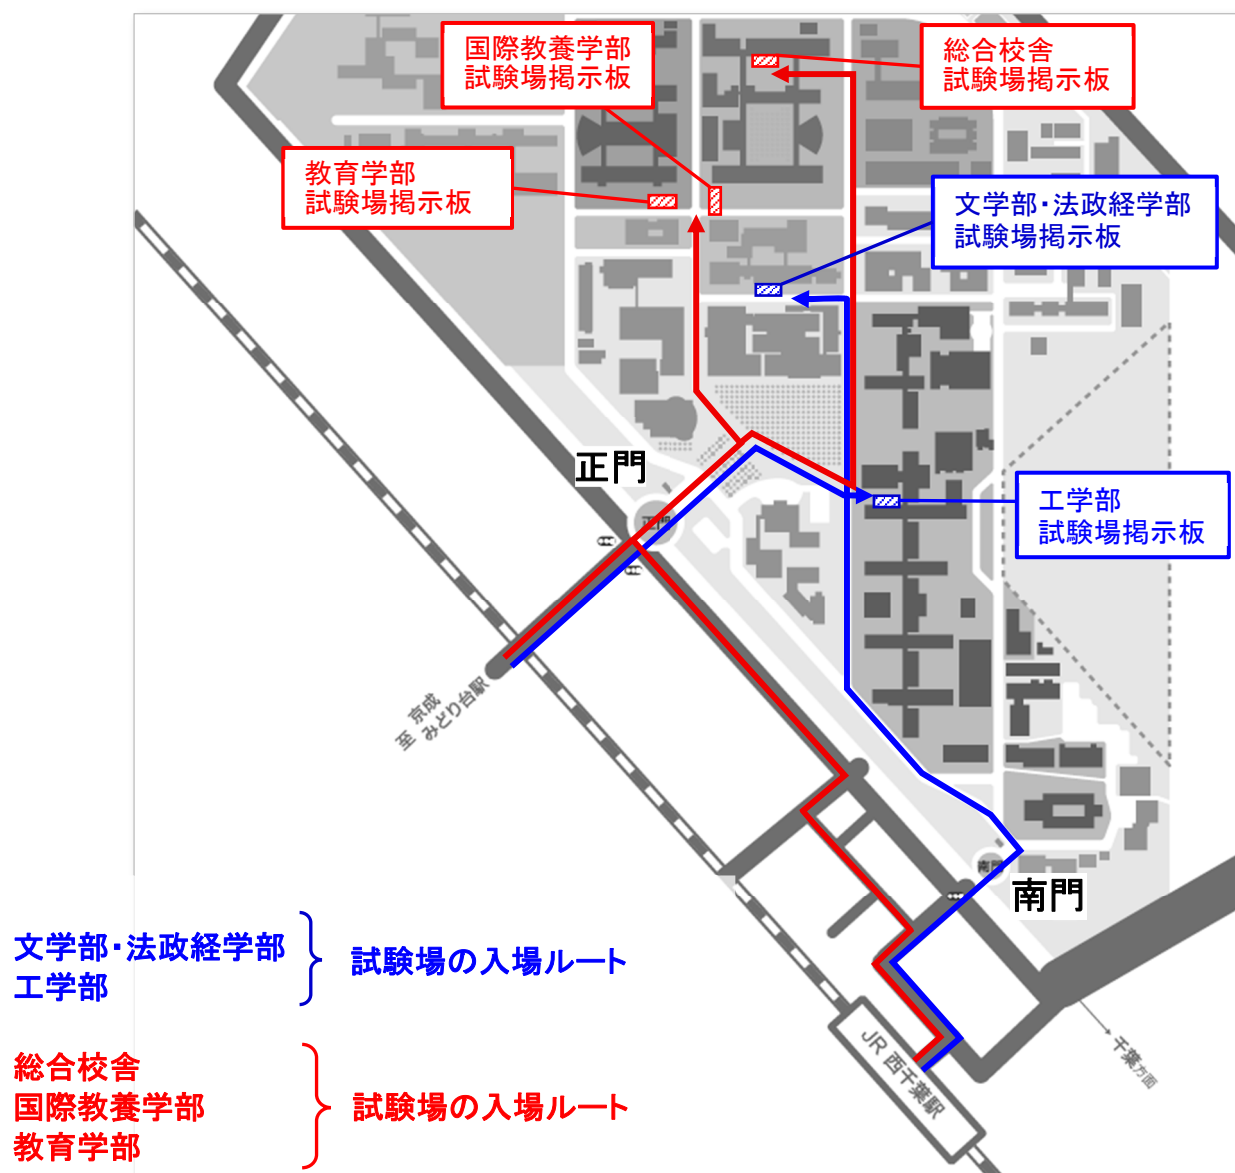 国際教養学部
試験場掲示板
総合校舎
試験場掲示板
教育学部
試験場掲示板
文学部・法政経学部
試験場掲示板
正門
工学部
試験場掲示板
正門
京成
至 みどり台駅
南門
南門
文学部・法政経学部
工学部
試験場の入場ルート
JR 西千葉駅
千葉方面
総合校舎
国際教養学部
教育学部
試験場の入場ルート